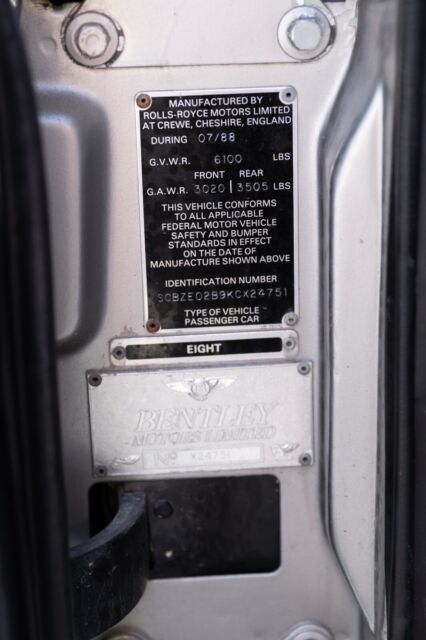 MANUFACTURED BY
ROLLS-ROYCE MOTORS LIMITED
AT CREWE, CHESHIRE, ENGLAND
DURING 07/88
G.V.W.R. 6100 LBS
FRONT REAR
G.A.W.R. 3020 | 3505 LBS
THIS VEHICLE CONFORMS
TO ALL APPLICABLE
FEDERAL MOTOR VEHICLE
SAFETY AND BUMPER
STANDARDS IN EFFECT
ON THE DATE OF
MANUFACTURE SHOWN ABOVE
IDENTIFICATION NUMBER
SCBZE02B9KCX24751
TYPE OF VEHICLE
PASSENGER CAR
EIGHT
BENTLEY
MOTORS LIMITED
Nº X24751